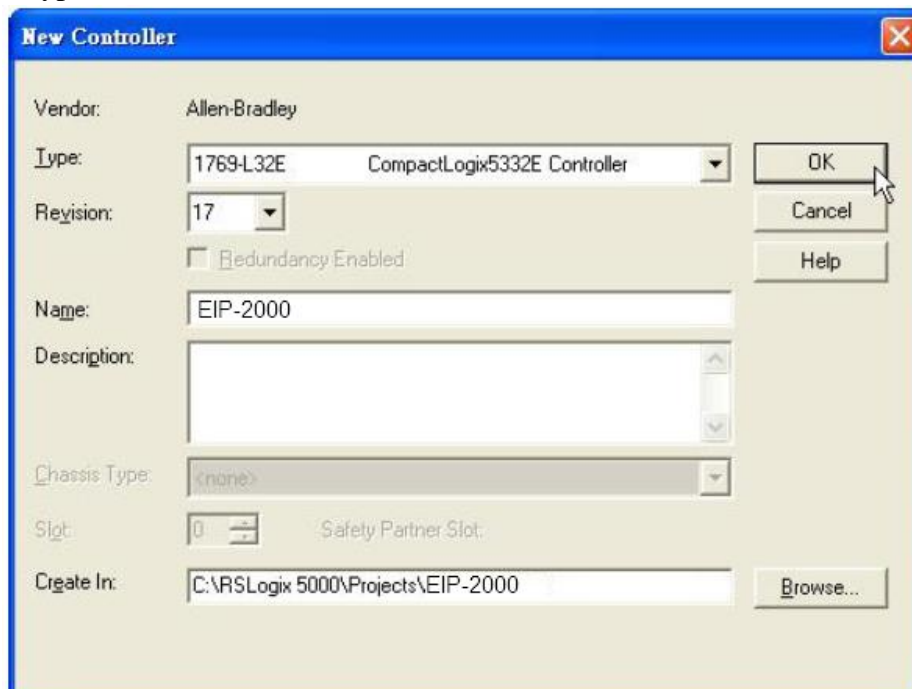 New Controller
Vendor: Allen-Bradley
Type: 1769-L32E CompactLogix5332E Controller OK
Revision: 17 Cancel
Redundancy Enabled Help
Name: EIP-2000
Description:
Chassis Type: <none>
Slot: 0 Safety Partner Slot:
Create In: C:\RSLogix 5000\Projects\EIP-2000 Browse...